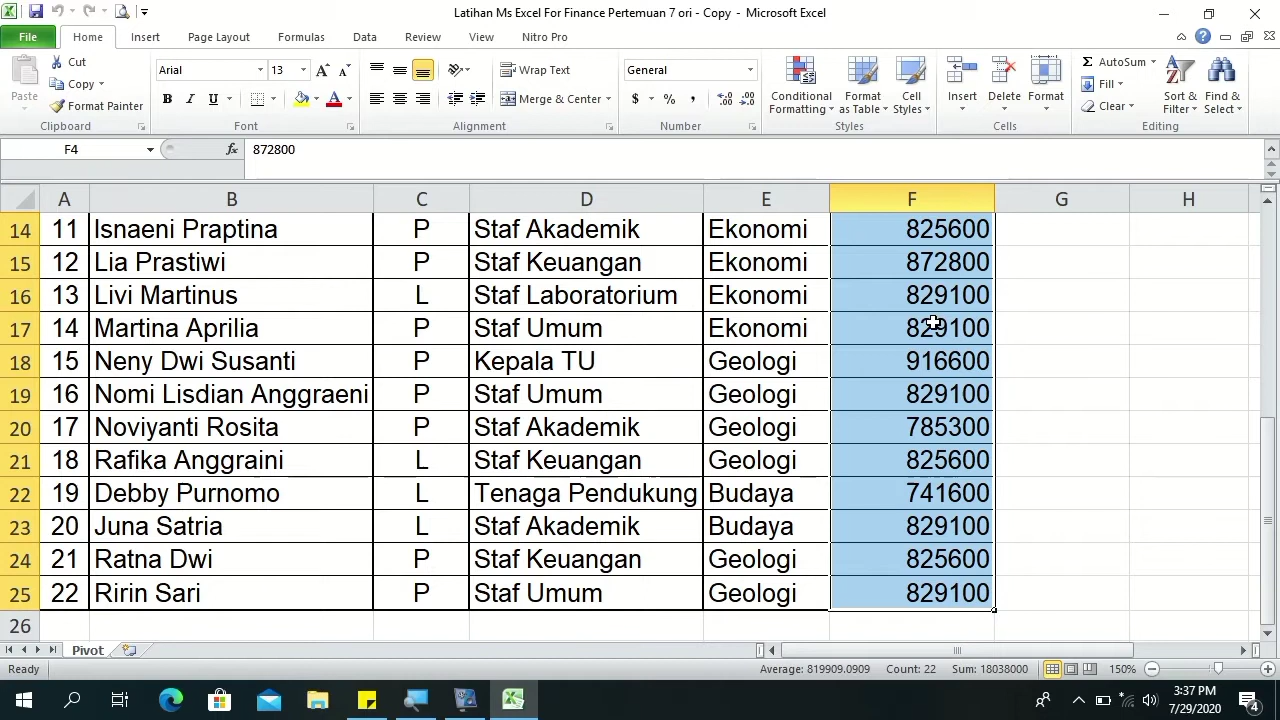 Latihan Ms Excel For Finance Pertemuan 7 ori - Copy - Microsoft Excel
File Home Insert Page Layout Formulas Data Review View Nitro Pro
Paste Cut Copy Format Painter Clipboard
Arial 13 B I U Font
Wrap Text Merge & Center Alignment
General $ % , Number
Conditional Formatting Format as Table Cell Styles Styles
Insert Delete Format Cells
AutoSum Fill Clear Sort & Filter Find & Select Editing
F4 fx 872800
A B C D E F G H
14 11 Isnaeni Praptina P Staf Akademik Ekonomi 825600
15 12 Lia Prastiwi P Staf Keuangan Ekonomi 872800
16 13 Livi Martinus L Staf Laboratorium Ekonomi 829100
17 14 Martina Aprilia P Staf Umum Ekonomi 829100
18 15 Neny Dwi Susanti P Kepala TU Geologi 916600
19 16 Nomi Lisdian Anggraeni P Staf Umum Geologi 829100
20 17 Noviyanti Rosita P Staf Akademik Geologi 785300
21 18 Rafika Anggraini L Staf Keuangan Geologi 825600
22 19 Debby Purnomo L Tenaga Pendukung Budaya 741600
23 20 Juna Satria L Staf Akademik Budaya 829100
24 21 Ratna Dwi P Staf Keuangan Geologi 825600
25 22 Ririn Sari P Staf Umum Geologi 829100
26
Pivot
Ready Average: 819909.0909 Count: 22 Sum: 18038000 150%
3:37 PM
7/29/2020
4